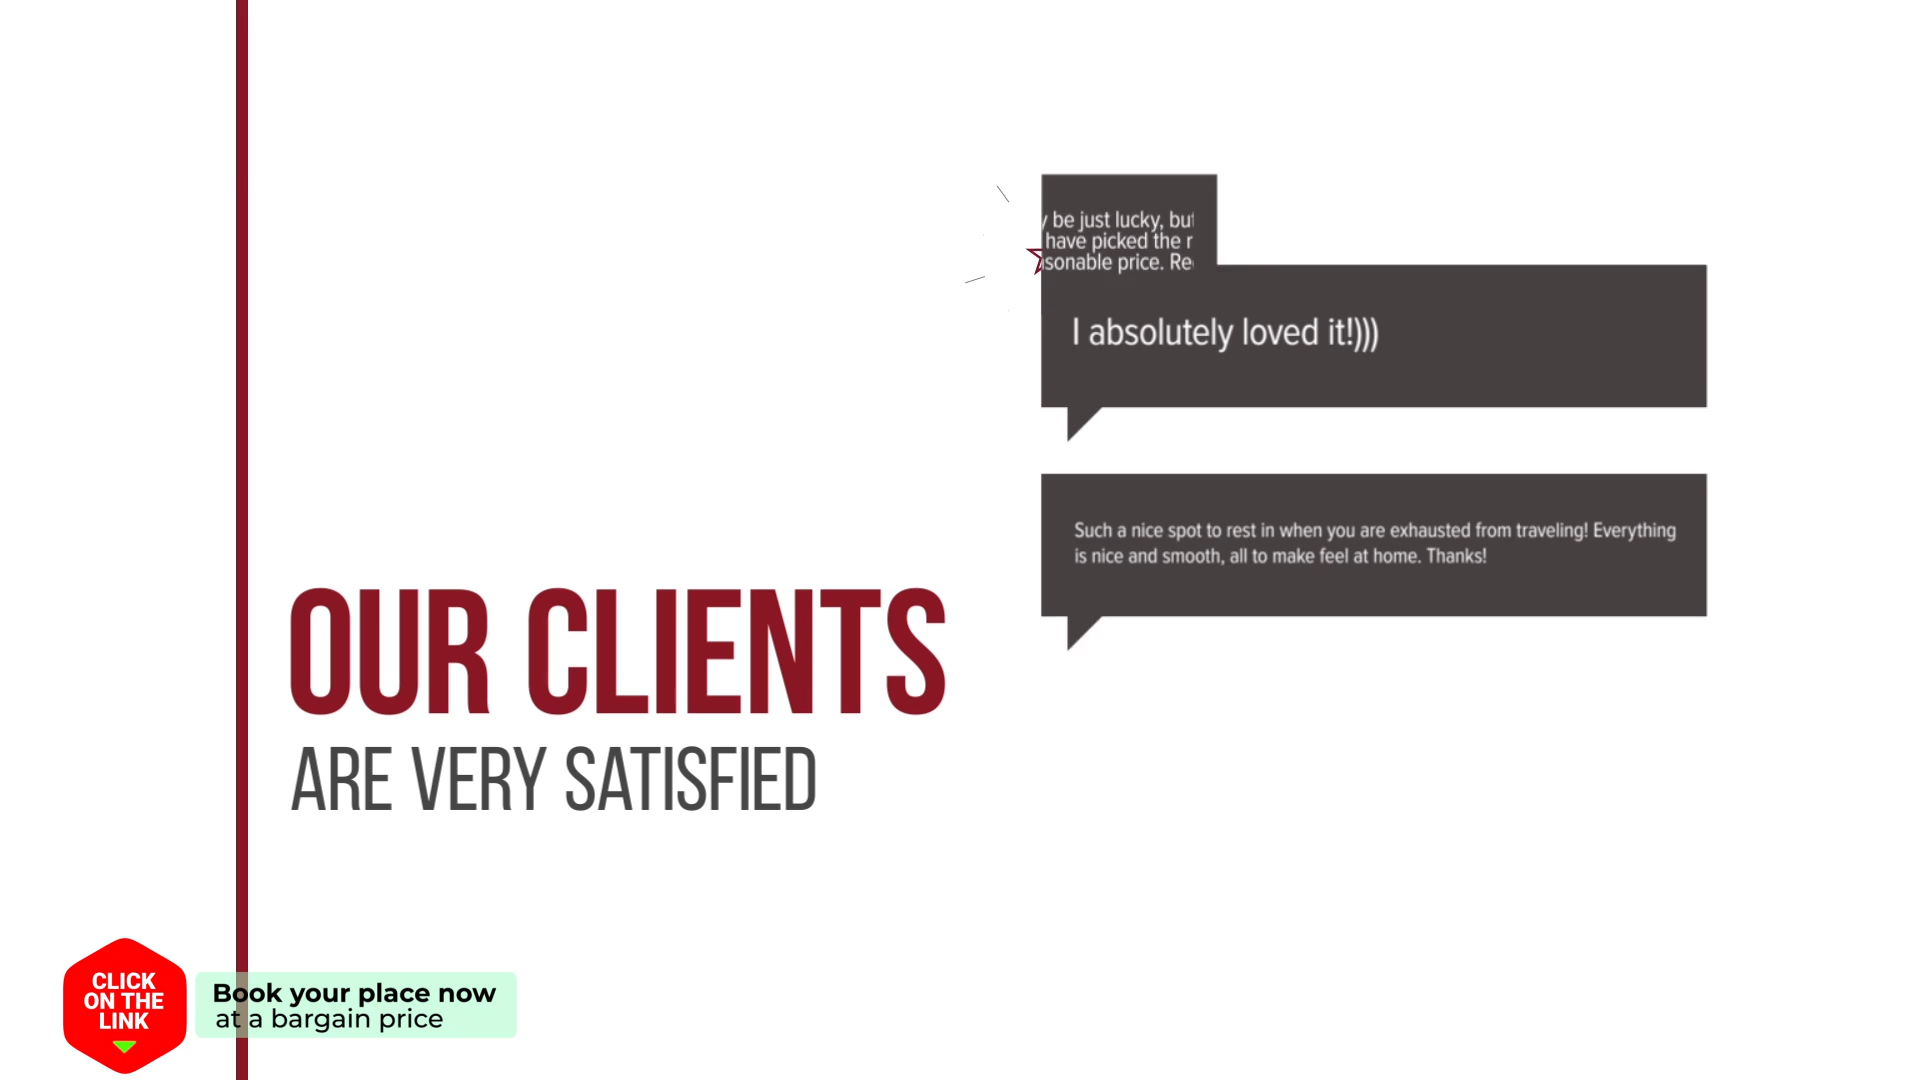 be just lucky, but
have picked the
price.
I absolutely loved it!)))
Such a nice spot to rest in when you are exhausted from traveling! Everything
is nice and smooth, all to make feel at home. Thanks!
OUR CLIENTS
ARE VERY SATISFIED
CLICK
ON THE
LINK
Book your place now
at a bargain price